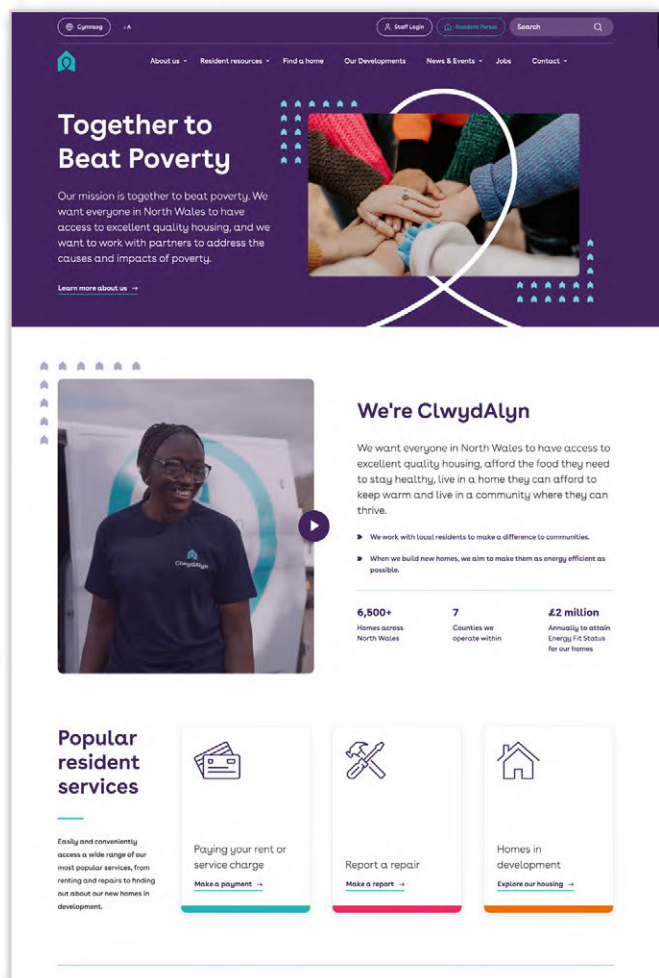 Cymraeg
A
Staff Login
Resident Portal
Search
About us
Resident resources
Find a home
Our Developments
News & Events
Jobs
Contact
Together to
Beat Poverty
Our mission is together to beat poverty. We
want everyone in North Wales to have
access to excellent quality housing, and we
want to work with partners to address the
causes and impacts of poverty.
Learn more about us →
ClwydAlyn
We're ClwydAlyn
We want everyone in North Wales to have access to
excellent quality housing, afford the food they need
to stay healthy, live in a home they can afford to
keep warm and live in a community where they can
thrive.
We work with local residents to make a difference to communities.
When we build new homes, we aim to make them as energy efficient as
possible.
6,500+
Homes across
North Wales
7
Counties we
operate within
£2 million
Annually to attain
Energy Fit Status
for our homes
Popular
resident
services
Easily and conveniently
access a wide range of our
most popular services, from
renting and repairs to finding
out about our new homes in
development.
Paying your rent or
service charge
Make a payment →
Report a repair
Make a report →
Homes in
development
Explore our housing →